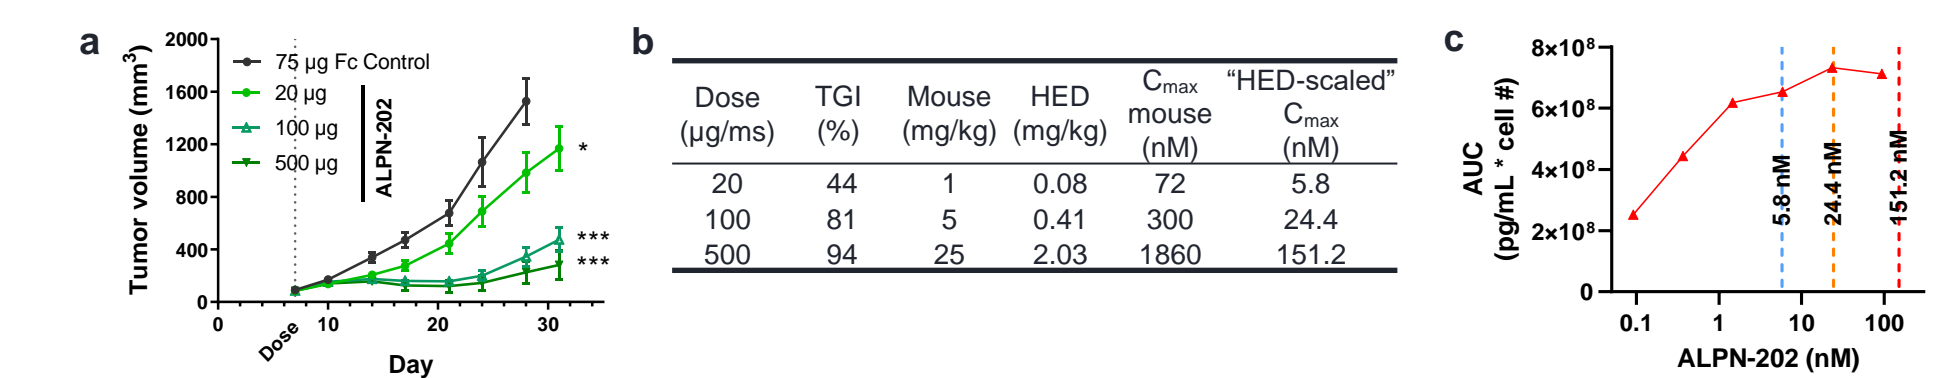 a
Tumor volume (mm³)
2000
1600
1200
800
400
0
75 µg Fc Control
20 µg
100 µg
500 µg
ALPN-202
*
***
***
0
10
20
30
Dose
Day
b
Dose (µg/ms)
TGI (%)
Mouse (mg/kg)
HED (mg/kg)
Cmax mouse (nM)
“HED-scaled” Cmax (nM)
20 44 1 0.08 72 5.8
100 81 5 0.41 300 24.4
500 94 25 2.03 1860 151.2
c
AUC
(pg/mL * cell #)
8×10⁸
6×10⁸
4×10⁸
2×10⁸
0
5.8 nM
24.4 nM
151.2 nM
0.1
1
10
100
ALPN-202 (nM)